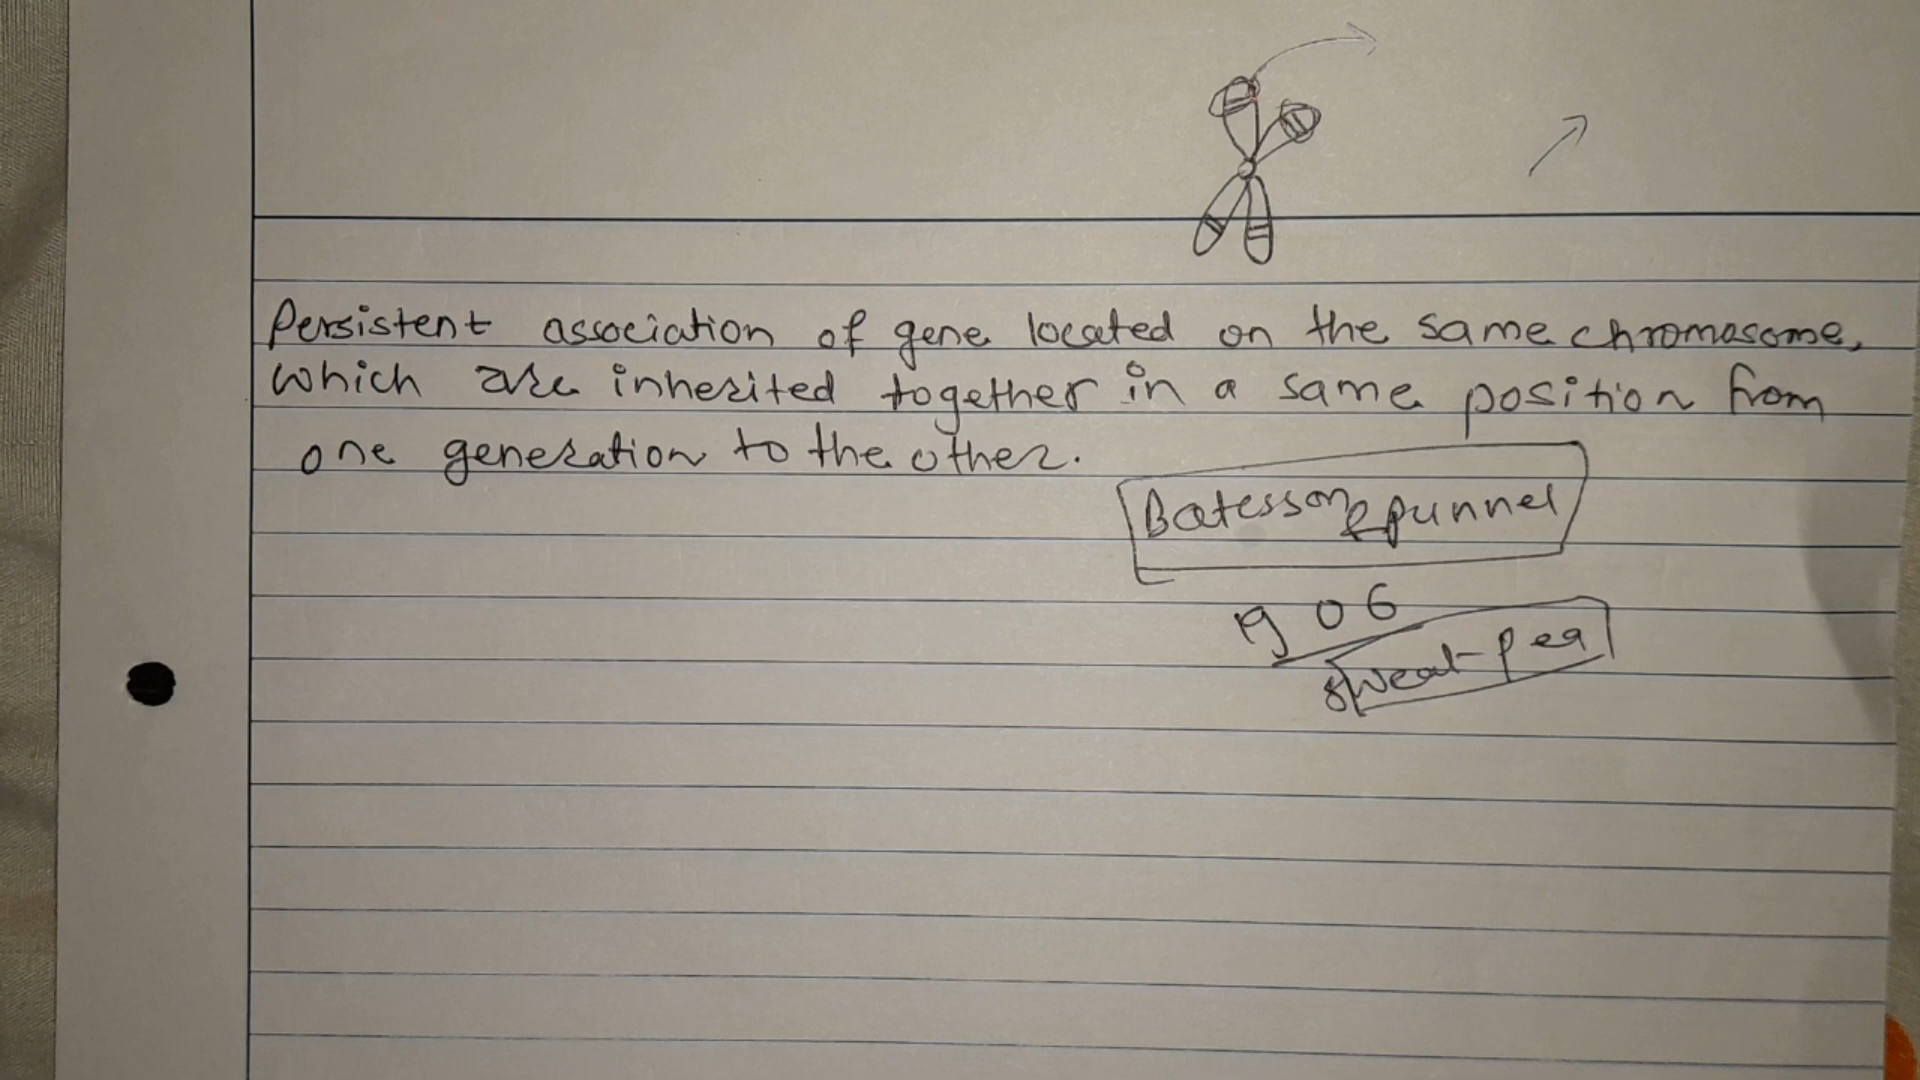 Persistent association of gene located on the same chromosome,
which are inherited together in a same position from
one generation to the other.
Batesson & punnel
1906
sweat-pea